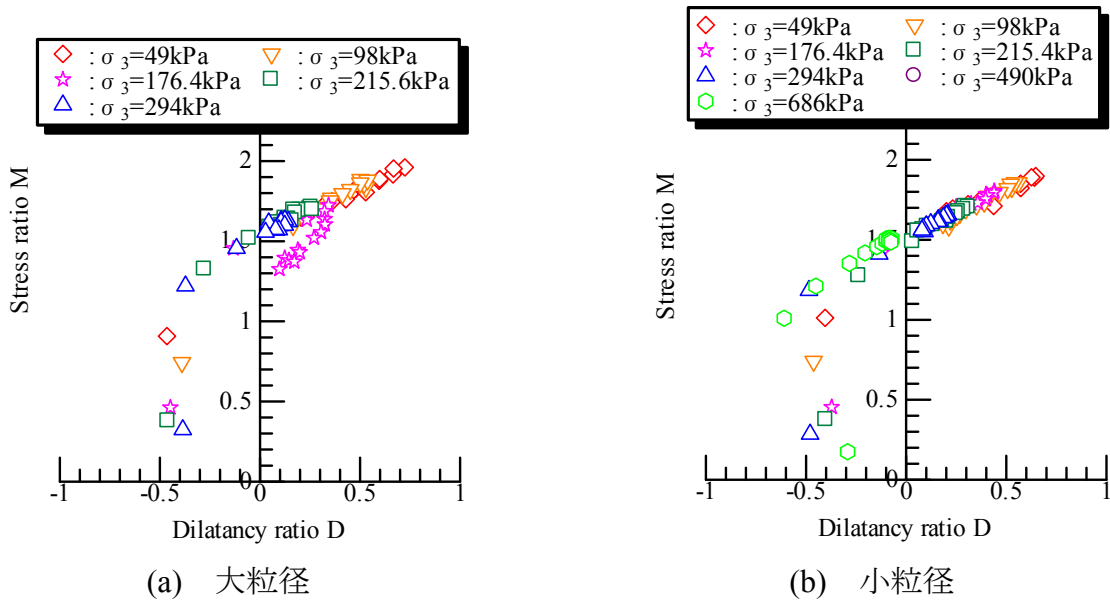 : σ 3=49kPa : σ 3=98kPa
: σ 3=176.4kPa : σ 3=215.6kPa
: σ 3=294kPa
Stress ratio M
2
1.5
1
0.5
0
-1 -0.5 0 0.5 1
Dilatancy ratio D
(a) 大粒径
: σ 3=49kPa : σ 3=98kPa
: σ 3=176.4kPa : σ 3=215.4kPa
: σ 3=294kPa : σ 3=490kPa
: σ 3=686kPa
Stress ratio M
2
1.5
1
0.5
0
-1 -0.5 0 0.5 1
Dilatancy ratio D
(b) 小粒径